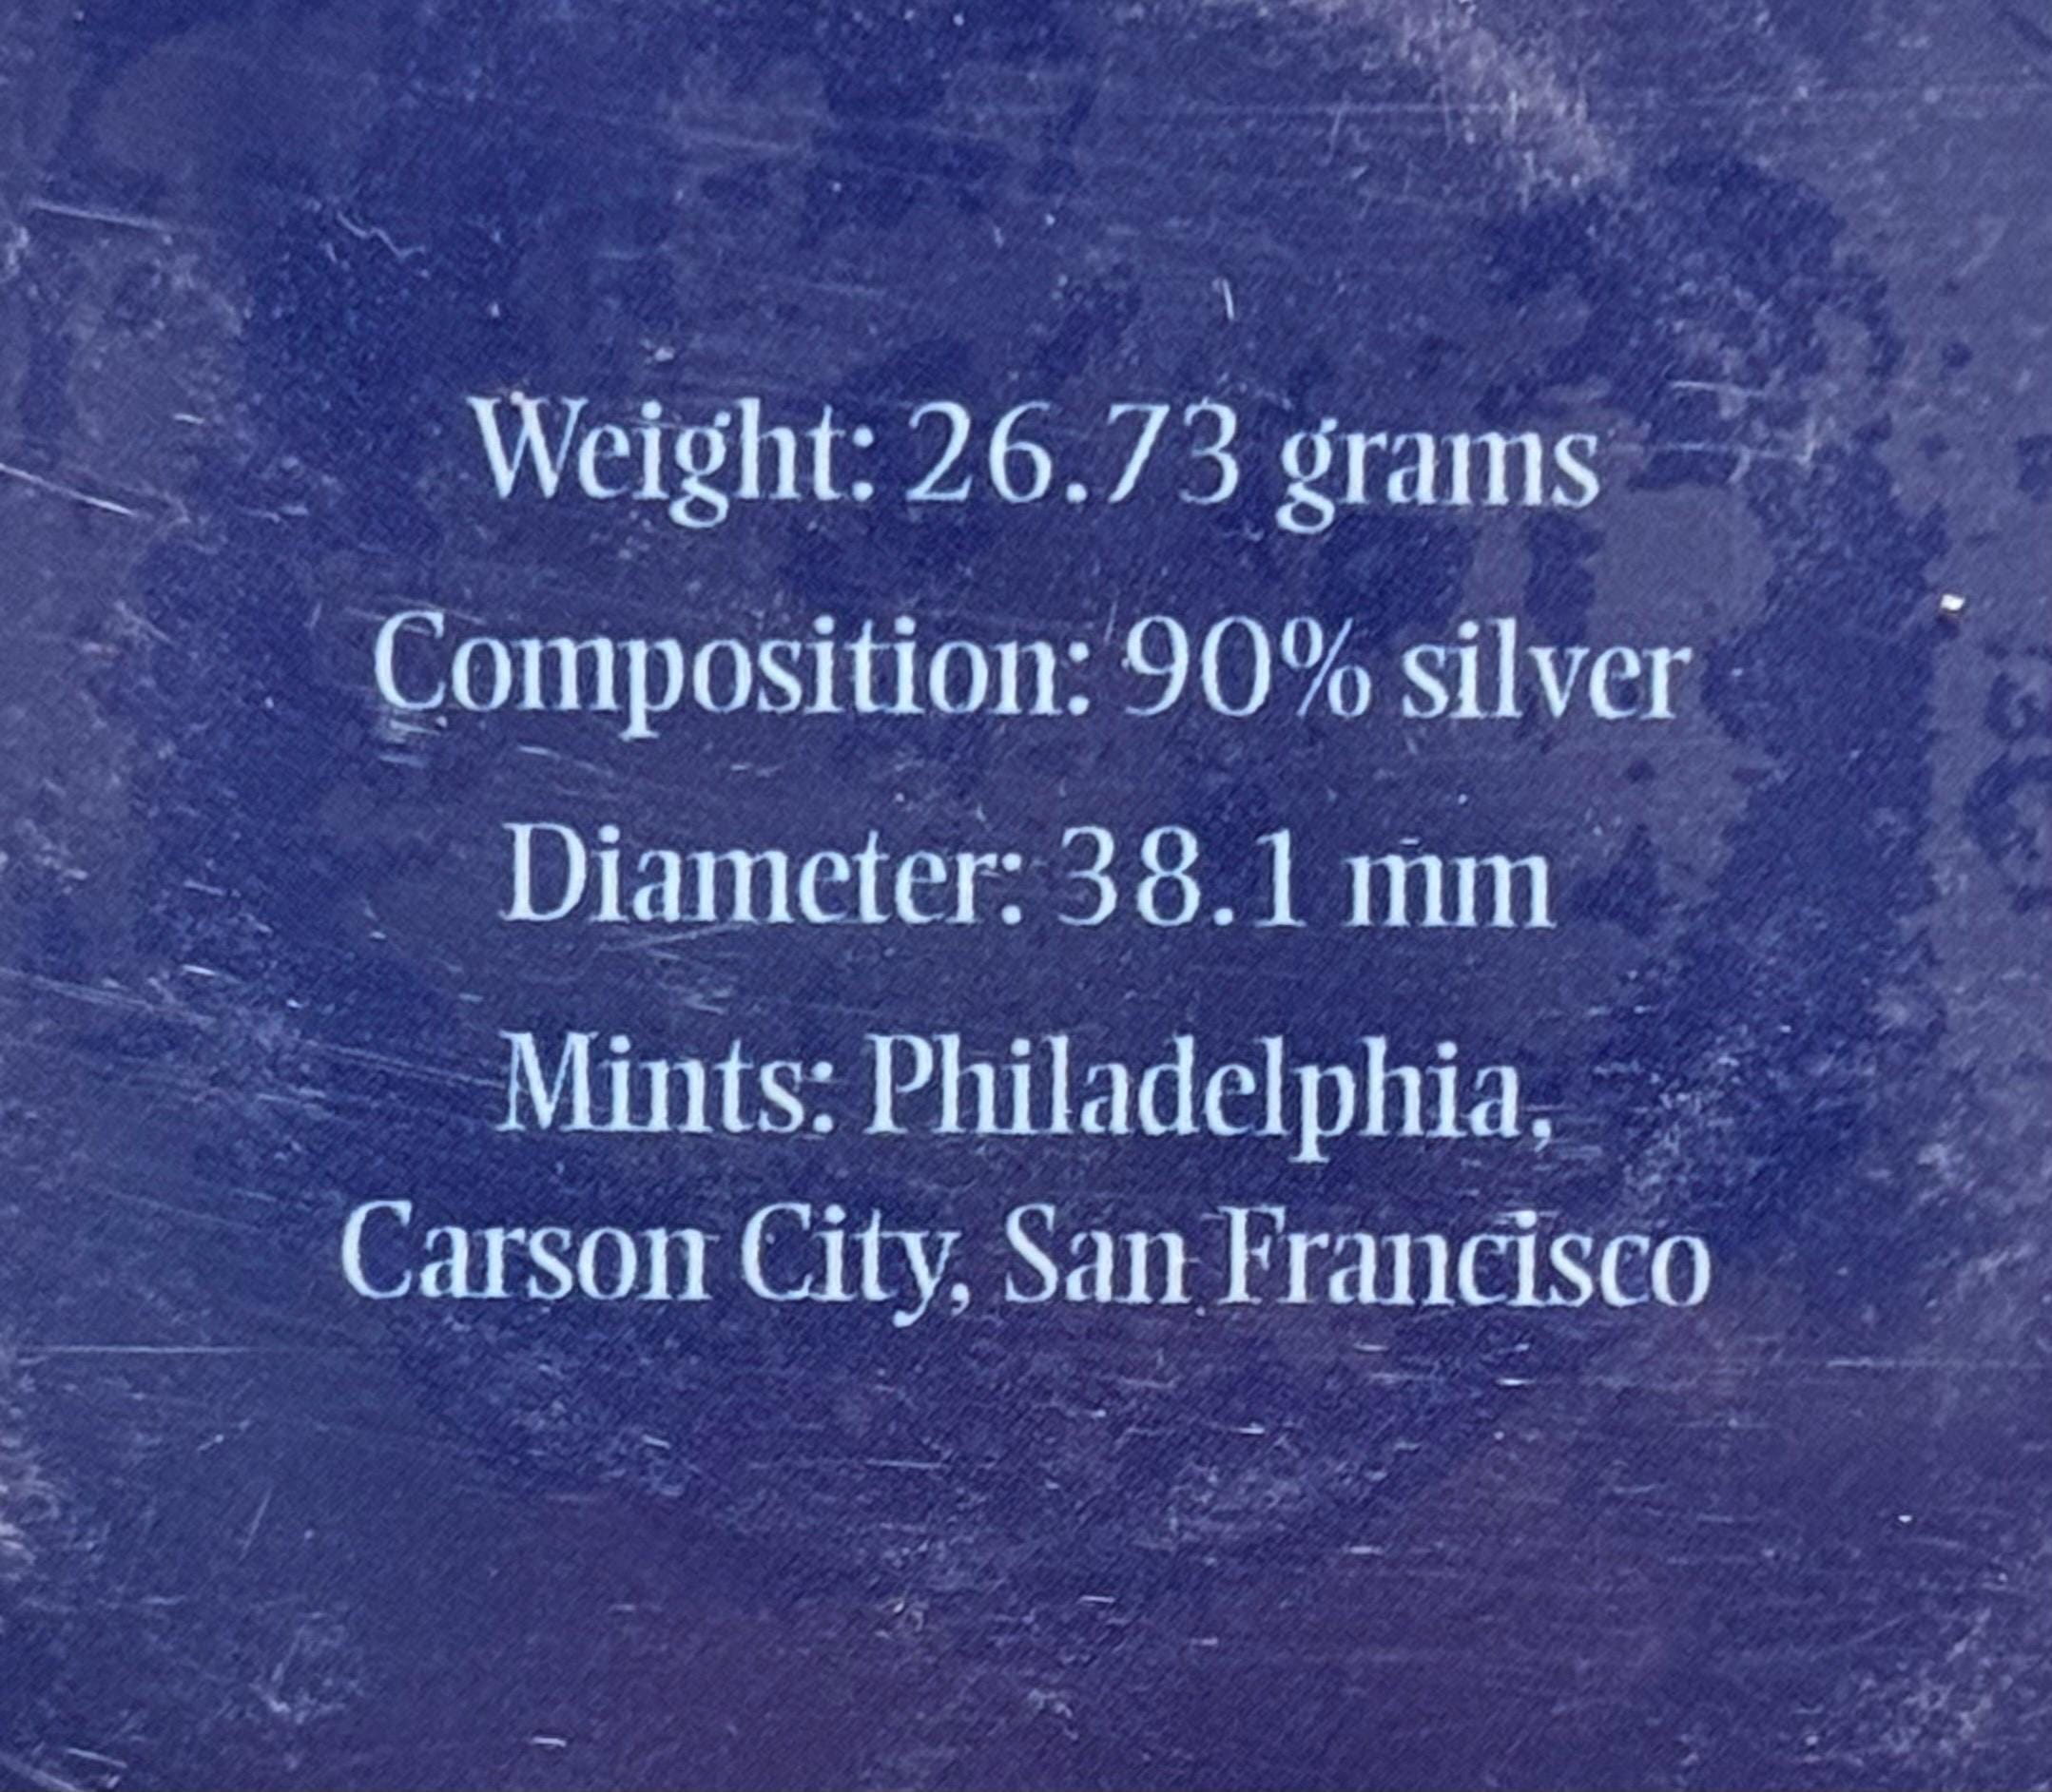 Weight: 26.73 grams
Composition: 90% silver
Diameter: 38.1 mm
Mints: Philadelphia,
Carson City, San Francisco